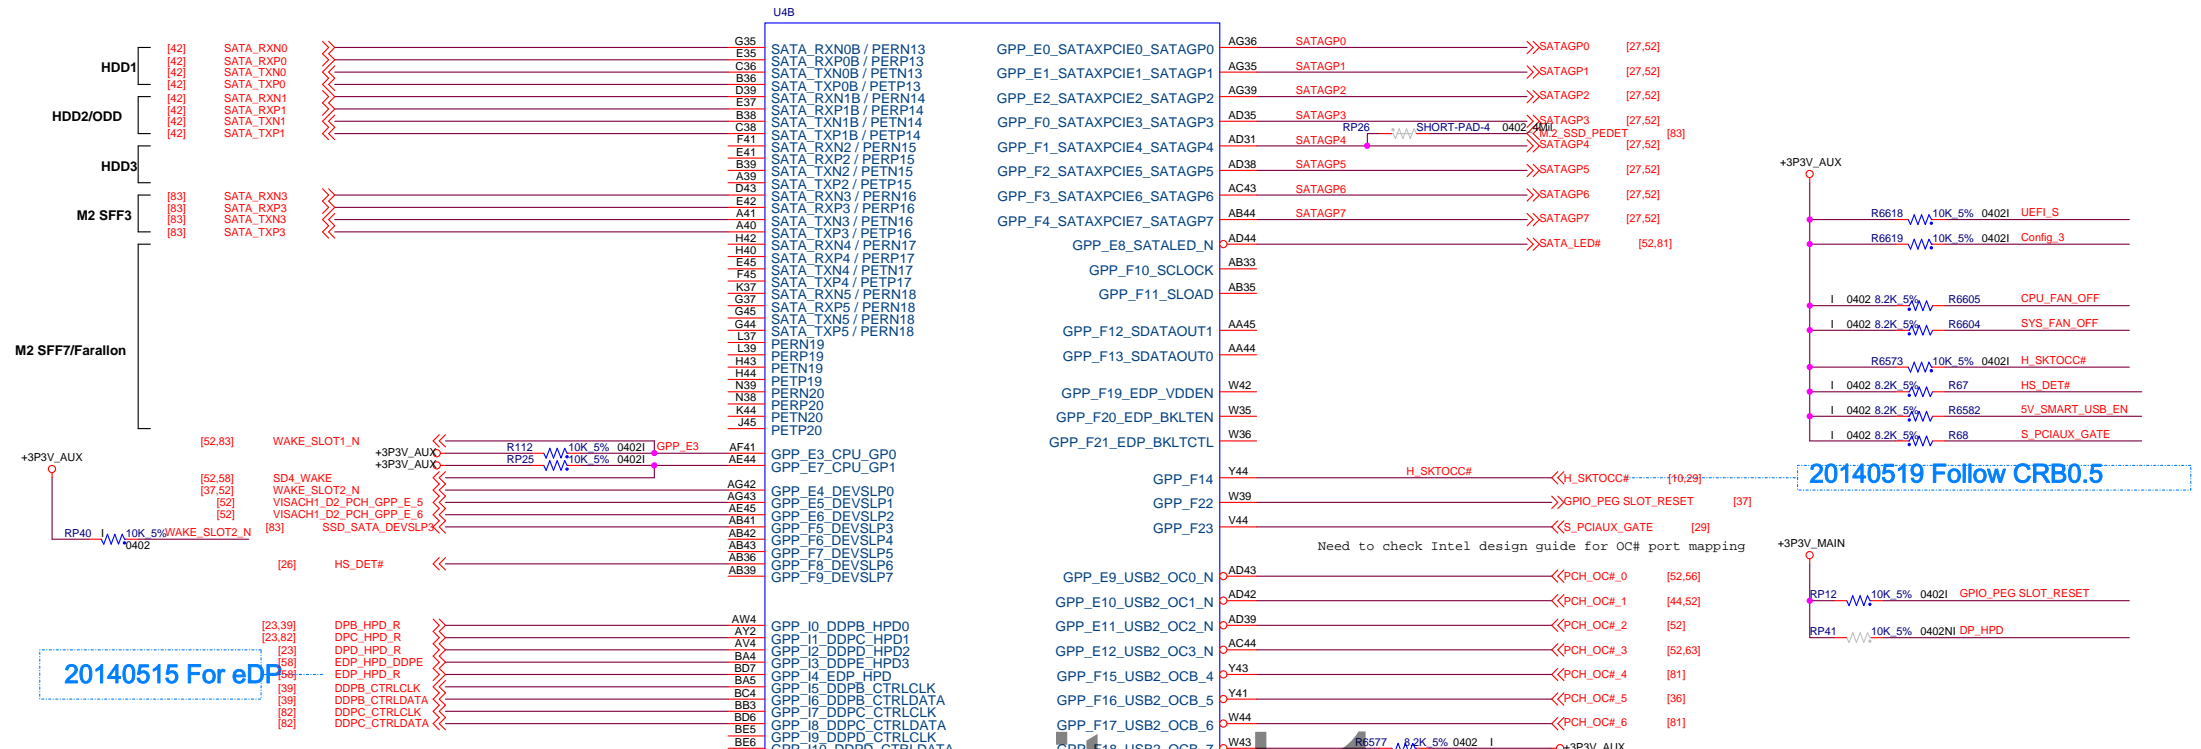 U4B
HDD1
[42] SATA_RXN0 G35 SATA_RXN0B / PERN13
[42] SATA_RXP0 E35 SATA_RXP0B / PERP13
[42] SATA_TXN0 C36 SATA_TXN0B / PETN13
[42] SATA_TXP0 B36 SATA_TXP0B / PETP13
HDD2/ODD
[42] SATA_RXN1 D39 SATA_RXN1B / PERN14
[42] SATA_RXP1 E37 SATA_RXP1B / PERP14
[42] SATA_TXN1 B38 SATA_TXN1B / PETN14
[42] SATA_TXP1 C38 SATA_TXP1B / PETP14
HDD3
F41 SATA_RXN2 / PERN15
E41 SATA_RXP2 / PERP15
B39 SATA_TXN2 / PETN15
A39 SATA_TXP2 / PETP15
M2 SFF3
[83] SATA_RXN3 D43 SATA_RXN3 / PERN16
[83] SATA_RXP3 E42 SATA_RXP3 / PERP16
[83] SATA_TXN3 A41 SATA_TXN3 / PETN16
[83] SATA_TXP3 A40 SATA_TXP3 / PETP16
M2 SFF7/Farallon
H42 SATA_RXN4 / PERN17
H40 SATA_RXP4 / PERP17
E45 SATA_TXN4 / PETN17
F45 SATA_TXP4 / PETP17
K37 SATA_RXN5 / PERN18
G37 SATA_RXP5 / PERN18
G45 SATA_TXN5 / PERN18
G44 SATA_TXP5 / PERN18
L37 PERN19
L39 PERP19
H43 PETN19
H44 PETP19
N39 PERN20
N38 PERP20
K44 PETN20
J45 PETP20
[52,83] WAKE_SLOT1_N
+3P3V_AUX R112 10K_5% 0402I GPP_E3 AF41 GPP_E3_CPU_GP0
+3P3V_AUX RP25 10K_5% 0402I AE44 GPP_E7_CPU_GP1
[52,58] SD4_WAKE
[37,52] WAKE_SLOT2_N AG42 GPP_E4_DEVSLP0
[52] VISACH1_D2_PCH_GPP_E_5 AG43 GPP_E5_DEVSLP1
[52] VISACH1_D2_PCH_GPP_E_6 AE45 GPP_E6_DEVSLP2
[83] SSD_SATA_DEVSLP3 AB41 GPP_F5_DEVSLP3
AB42 GPP_F6_DEVSLP4
AB43 GPP_F7_DEVSLP5
[26] HS_DET# AB36 GPP_F8_DEVSLP6
AB39 GPP_F9_DEVSLP7
+3P3V_AUX
RP40 I 10K_5% WAKE_SLOT2_N
0402
[23,39] DPB_HPD_R AW4 GPP_I0_DDPB_HPD0
[23,82] DPC_HPD_R AY2 GPP_I1_DDPC_HPD1
[23] DPD_HPD_R AV4 GPP_I2_DDPD_HPD2
[58] EDP_HPD_DDPE BA4 GPP_I3_DDPE_HPD3
[58] EDP_HPD_R BD7 GPP_I4_EDP_HPD
20140515 For eDP
[39] DDPB_CTRLCLK BA5 GPP_I5_DDPB_CTRLCLK
[39] DDPB_CTRLDATA BC4 GPP_I6_DDPB_CTRLDATA
[82] DDPC_CTRLCLK BB3 GPP_I7_DDPC_CTRLCLK
[82] DDPC_CTRLDATA BD6 GPP_I8_DDPC_CTRLDATA
BE5 GPP_I9_DDPD_CTRLCLK
BE6 GPP_I10_DDPD_CTRLDATA
GPP_E0_SATAXPCIE0_SATAGP0 AG36 SATAGP0 SATAGP0 [27,52]
GPP_E1_SATAXPCIE1_SATAGP1 AG35 SATAGP1 SATAGP1 [27,52]
GPP_E2_SATAXPCIE2_SATAGP2 AG39 SATAGP2 SATAGP2 [27,52]
GPP_F0_SATAXPCIE3_SATAGP3 AD35 SATAGP3 SATAGP3 [27,52]
RP26 SHORT-PAD-4 0402_4Mil M.2_SSD_PEDET [83]
GPP_F1_SATAXPCIE4_SATAGP4 AD31 SATAGP4 SATAGP4 [27,52]
GPP_F2_SATAXPCIE5_SATAGP5 AD38 SATAGP5 SATAGP5 [27,52]
GPP_F3_SATAXPCIE6_SATAGP6 AC43 SATAGP6 SATAGP6 [27,52]
GPP_F4_SATAXPCIE7_SATAGP7 AB44 SATAGP7 SATAGP7 [27,52]
GPP_E8_SATALED_N AD44 SATA_LED# [52,81]
GPP_F10_SCLOCK AB33
GPP_F11_SLOAD AB35
GPP_F12_SDATAOUT1 AA45
GPP_F13_SDATAOUT0 AA44
GPP_F19_EDP_VDDEN W42
GPP_F20_EDP_BKLTEN W35
GPP_F21_EDP_BKLTCTL W36
GPP_F14 Y44 H_SKTOCC# H_SKTOCC# [10,29]
20140519 Follow CRB0.5
GPP_F22 W39 GPIO_PEG SLOT_RESET [37]
GPP_F23 V44 S_PCIAUX_GATE [29]
Need to check Intel design guide for OC# port mapping
GPP_E9_USB2_OC0_N AD43 PCH_OC#_0 [52,56]
GPP_E10_USB2_OC1_N AD42 PCH_OC#_1 [44,52]
GPP_E11_USB2_OC2_N AD39 PCH_OC#_2 [52]
GPP_E12_USB2_OC3_N AC44 PCH_OC#_3 [52,63]
GPP_F15_USB2_OCB_4 Y43 PCH_OC#_4 [81]
GPP_F16_USB2_OCB_5 Y41 PCH_OC#_5 [36]
GPP_F17_USB2_OCB_6 W44 PCH_OC#_6 [81]
GPP_F18_USB2_OCB_7 W43 R6577 8.2K_5% 0402 I +3P3V_AUX
+3P3V_AUX
R6618 10K_5% 0402I UEFI_S
R6619 10K_5% 0402I Config_3
I 0402 8.2K_5% R6605 CPU_FAN_OFF
I 0402 8.2K_5% R6604 SYS_FAN_OFF
R6573 10K_5% 0402I H_SKTOCC#
I 0402 8.2K_5% R67 HS_DET#
I 0402 8.2K_5% R6582 5V_SMART_USB_EN
I 0402 8.2K_5% R68 S_PCIAUX_GATE
+3P3V_MAIN
RP12 10K_5% 0402I GPIO_PEG SLOT_RESET
RP41 10K_5% 0402NI DP_HPD